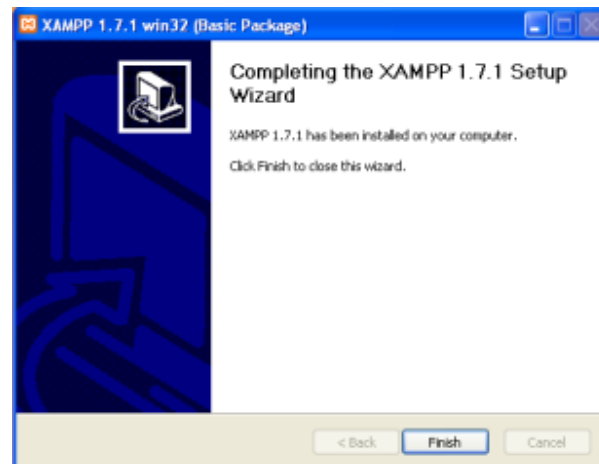 XAMPP 1.7.1 win32 (Basic Package)
Completing the XAMPP 1.7.1 Setup
Wizard
XAMPP 1.7.1 has been installed on your computer.
Click Finish to close this wizard.
< Back
Finish
Cancel